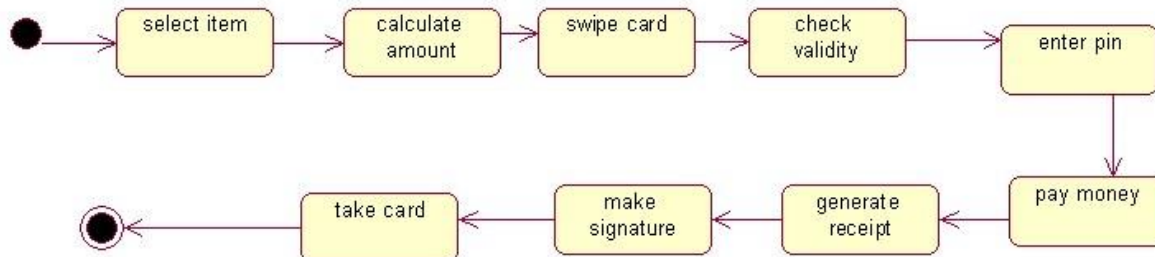 select item
calculate
amount
swipe card
check
validity
enter pin
pay money
generate
receipt
make
signature
take card